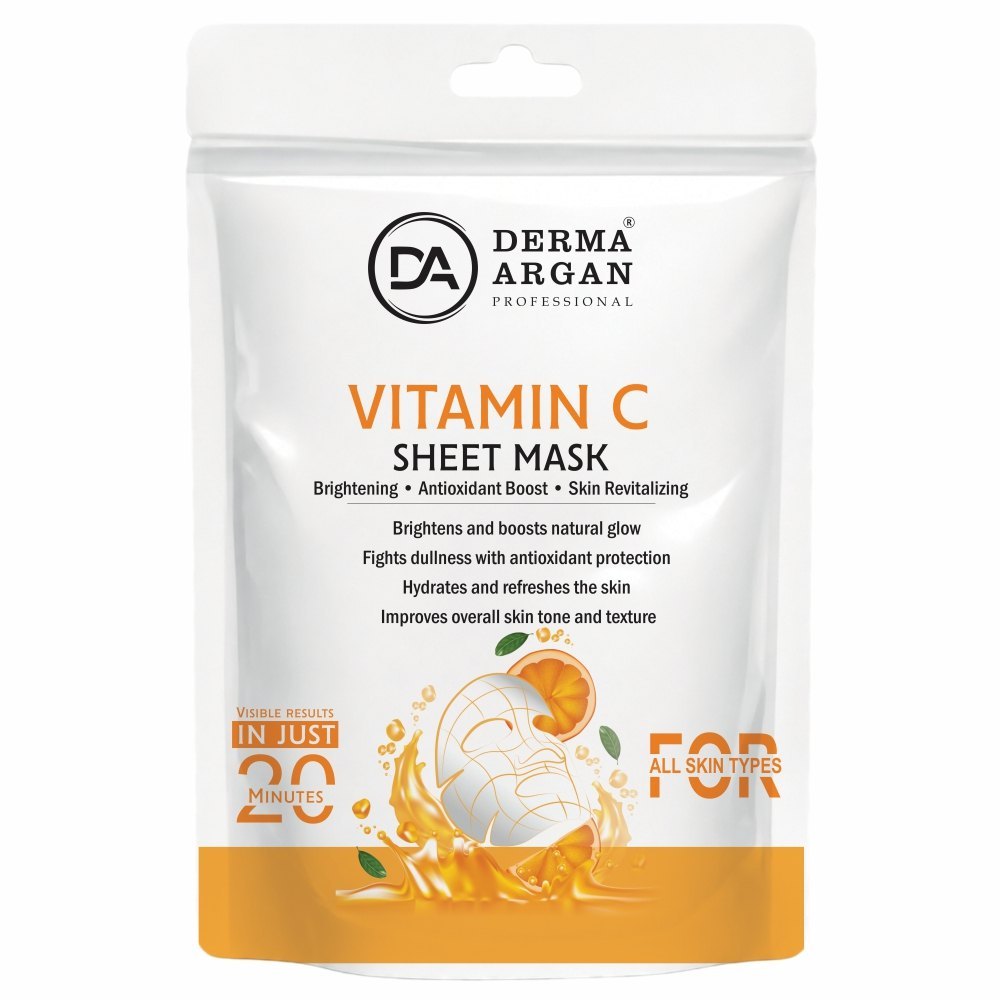 DA
DERMA®
ARGAN
PROFESSIONAL
VITAMIN C
SHEET MASK
Brightening • Antioxidant Boost • Skin Revitalizing
Brightens and boosts natural glow
Fights dullness with antioxidant protection
Hydrates and refreshes the skin
Improves overall skin tone and texture
VISIBLE RESULTS
IN JUST
20
MINUTES
FOR
ALL SKIN TYPES